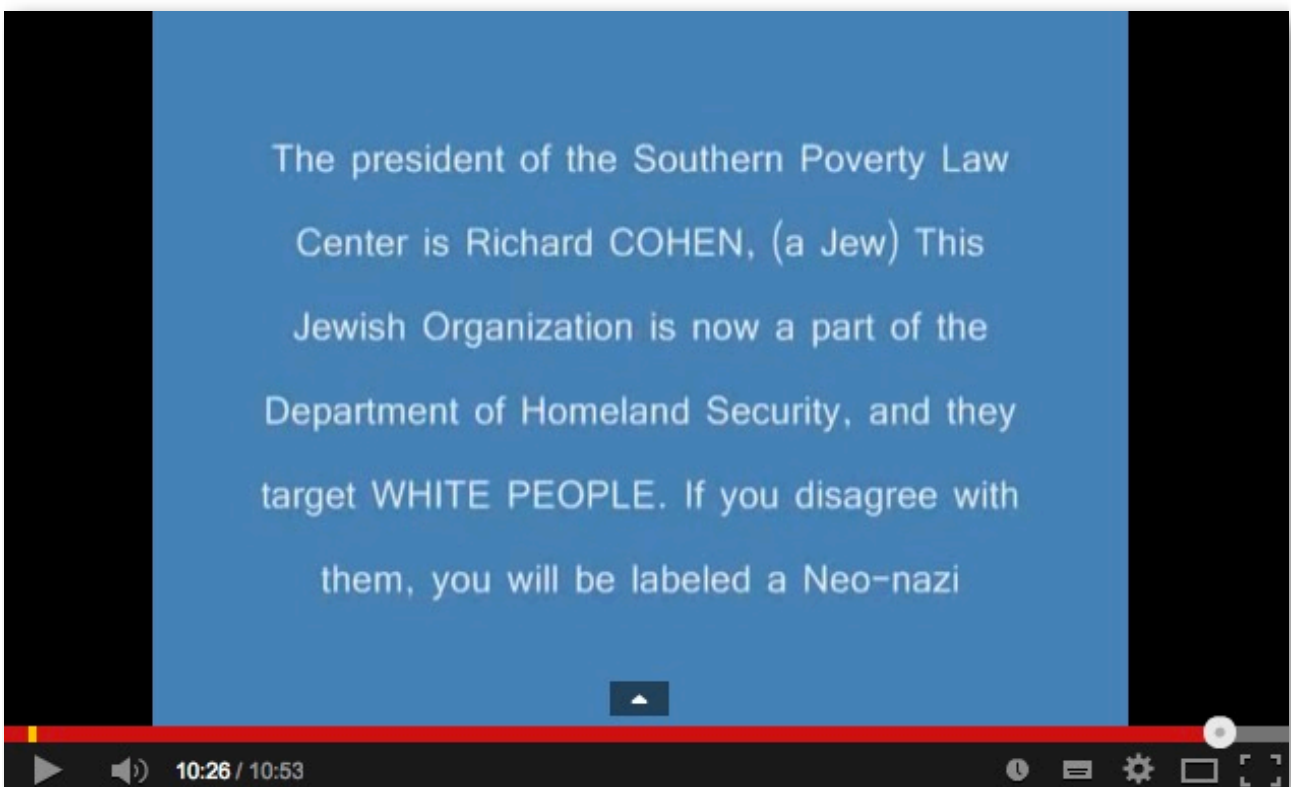 The president of the Southern Poverty Law
Center is Richard COHEN, (a Jew) This
Jewish Organization is now a part of the
Department of Homeland Security, and they
target WHITE PEOPLE. If you disagree with
them, you will be labeled a Neo-nazi
10:26 / 10:53